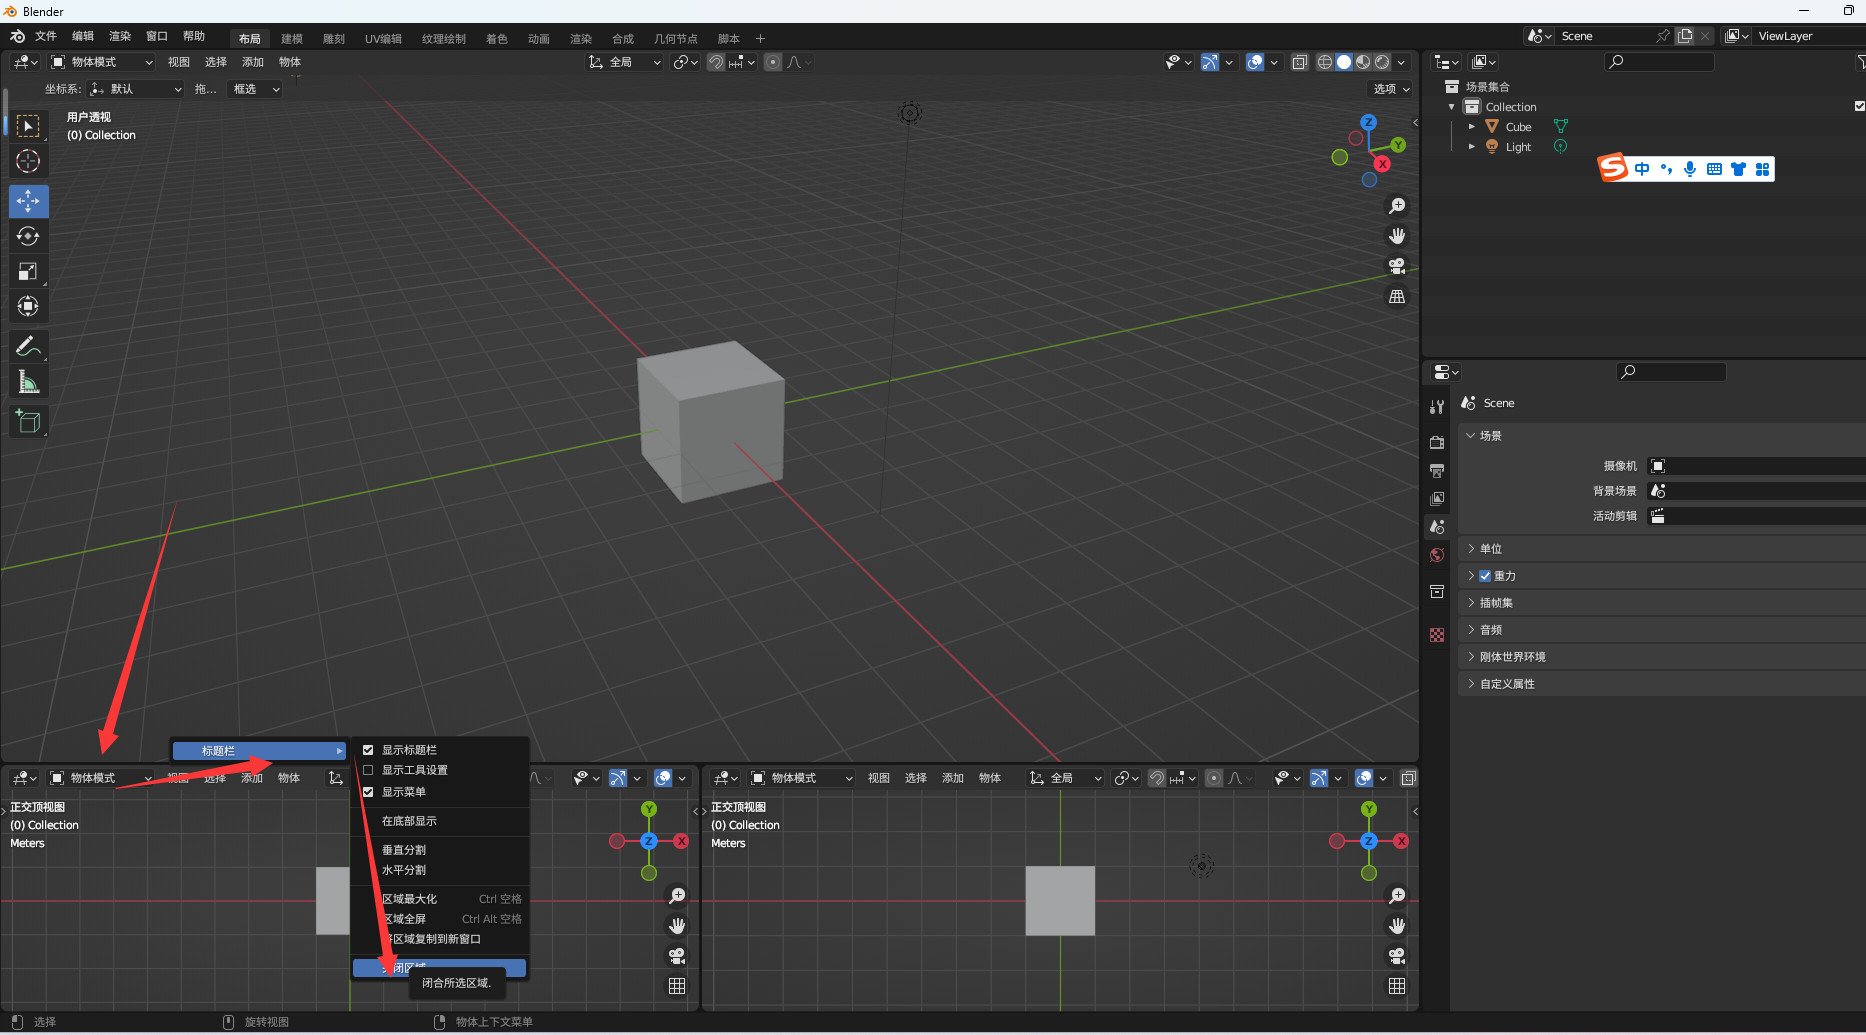 Blender
文件 编辑 渲染 窗口 帮助 布局 建模 雕刻 UV编辑 纹理绘制 着色 动画 渲染 合成 几何节点 脚本 + Scene ViewLayer
物体模式 视图 选择 添加 物体 全局
坐标系: 默认 拖... 框选 选项
用户透视
(0) Collection
Z
Y
X
场景集合
Collection
Cube
Light
中
Scene
场景
摄像机
背景场景
活动剪辑
单位
重力
插帧集
音频
刚体世界环境
自定义属性
标题栏
显示标题栏
显示工具设置
显示菜单
在底部显示
垂直分割
水平分割
区域最大化 Ctrl 空格
区域全屏 Ctrl Alt 空格
区域复制到新窗口
闭合所选区域.
物体模式 视图 选择 添加 物体
正交顶视图
(0) Collection
Meters
Y
Z X
物体模式 视图 选择 添加 物体 全局
正交顶视图
(0) Collection
Meters
Y
Z X
选择 旋转视图 物体上下文菜单